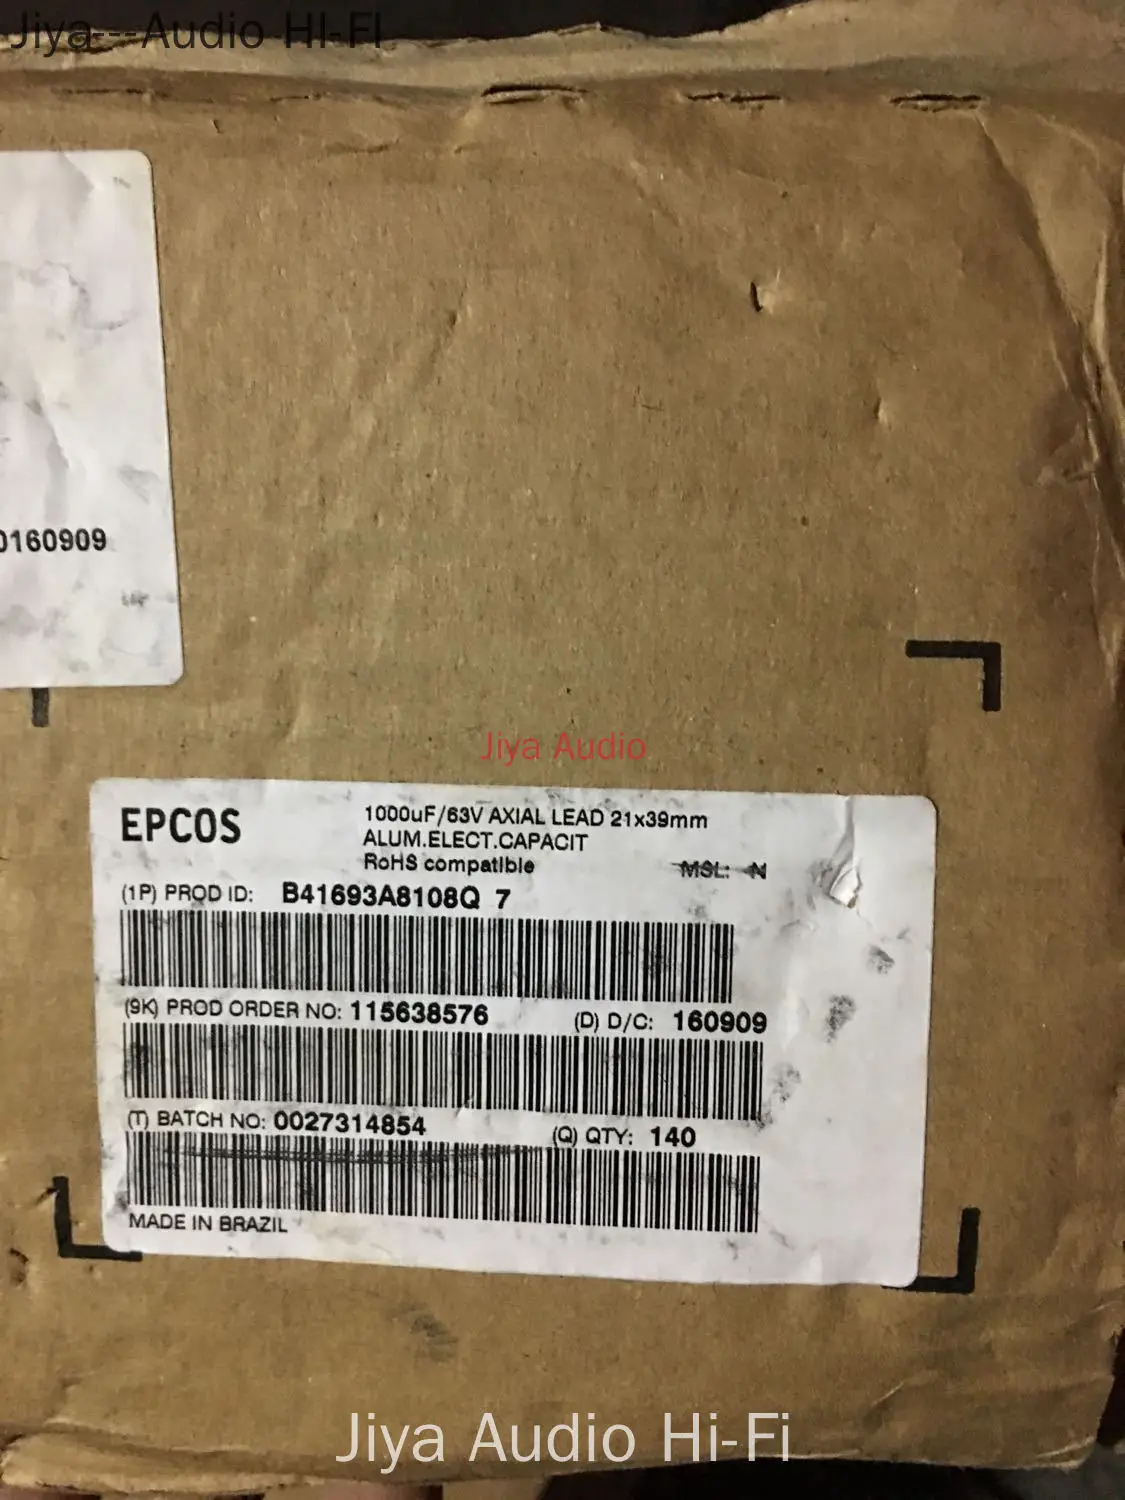 Jiya---Audio HI-FI
0160909
Jiya Audio
EPCOS
1000uF/63V AXIAL LEAD 21x39mm
ALUM.ELECT.CAPACIT
RoHS compatible
MSL: N
(1P) PROD ID: B41693A8108Q 7
(9K) PROD ORDER NO: 115638576 (D) D/C: 160909
(T) BATCH NO: 0027314854 (Q) QTY: 140
MADE IN BRAZIL
Jiya Audio Hi-Fi